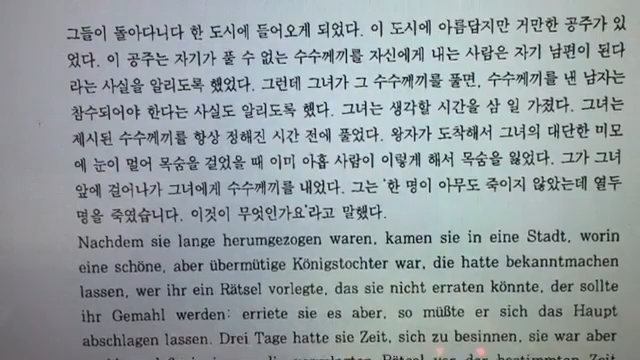 그들이 돌아다니다 한 도시에 들어오게 되었다. 이 도시에 아름답지만 거만한 공주가 있
었다. 이 공주는 자기가 풀 수 없는 수수께끼를 자신에게 내는 사람은 자기 남편이 된다
라는 사실을 알리도록 했었다. 그런데 그녀가 그 수수께끼를 풀면, 수수께끼를 낸 남자는
참수되어야 한다는 사실도 알리도록 했다. 그녀는 생각할 시간을 삼 일 가졌다. 그녀는
제시된 수수께끼를 항상 정해진 시간 전에 풀었다. 왕자가 도착해서 그녀의 대단한 미모
에 눈이 멀어 목숨을 걸었을 때 이미 아홉 사람이 이렇게 해서 목숨을 잃었다. 그가 그녀
앞에 걸어나가 그녀에게 수수께끼를 내었다. 그는 '한 명이 아무도 죽이지 않았는데 열두
명을 죽였습니다. 이것이 무엇인가요'라고 말했다.
Nachdem sie lange herumgezogen waren, kamen sie in eine Stadt, worin
eine schöne, aber übermütige Königstochter war, die hatte bekanntmachen
lassen, wer ihr ein Rätsel vorlegte, das sie nicht erraten könnte, der sollte
ihr Gemahl werden: erriete sie es aber, so müßte er sich das Haupt
abschlagen lassen. Drei Tage hatte sie Zeit, sich zu besinnen, sie war aber
Rätsel vor der bestimmten Zeit